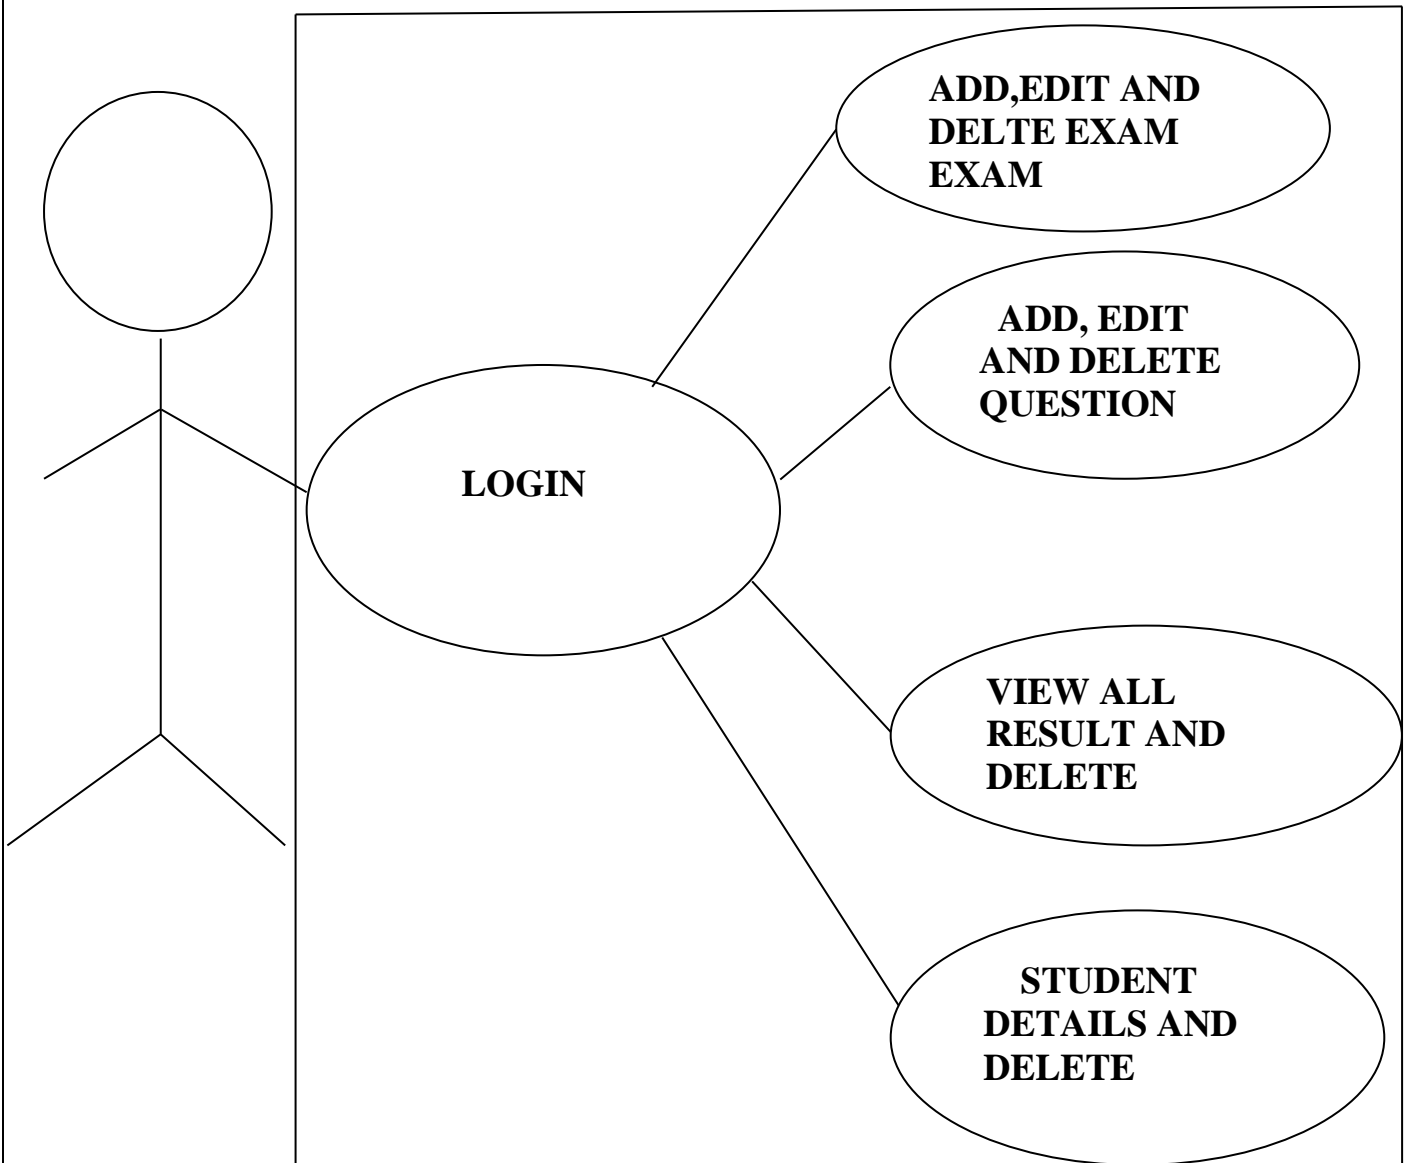 ADD,EDIT AND
DELTE EXAM
EXAM
ADD, EDIT
AND DELETE
QUESTION
LOGIN
VIEW ALL
RESULT AND
DELETE
STUDENT
DETAILS AND
DELETE